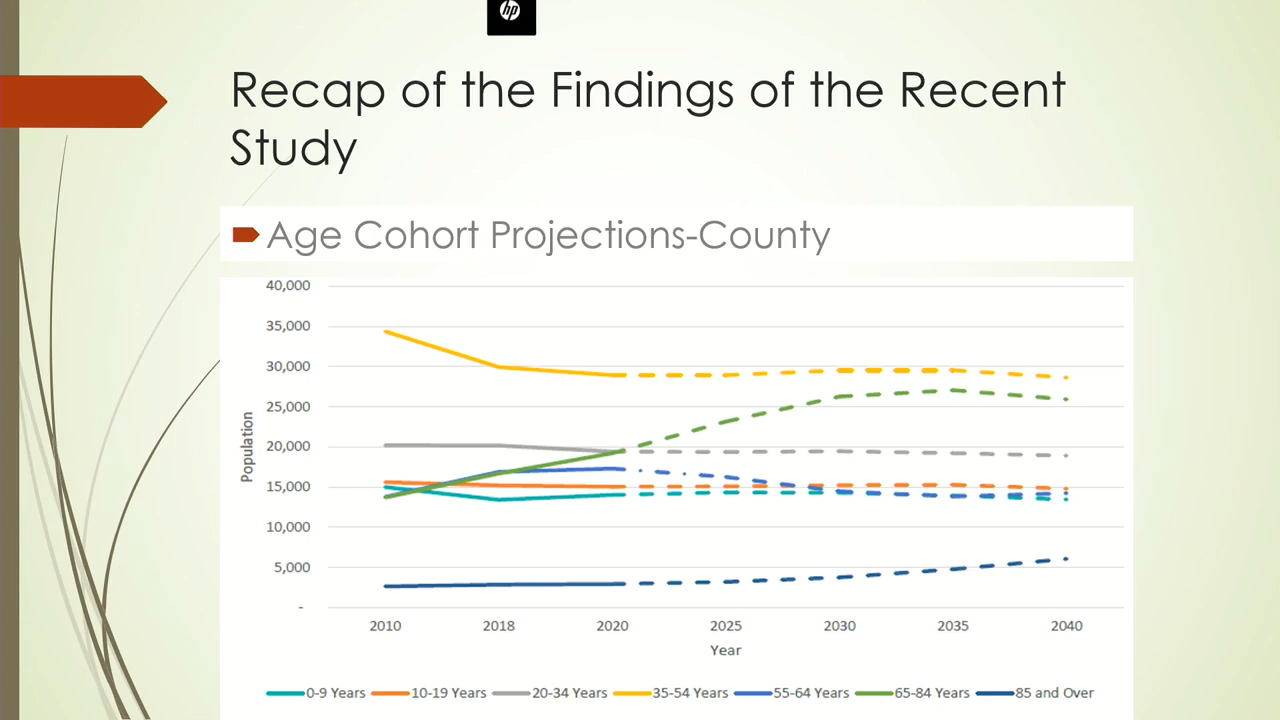 hp
Recap of the Findings of the Recent
Study
Age Cohort Projections-County
40,000
35,000
30,000
25,000
20,000
15,000
10,000
5,000
-
Population
2010 2018 2020 2025 2030 2035 2040
Year
0-9 Years 10-19 Years 20-34 Years 35-54 Years 55-64 Years 65-84 Years 85 and Over